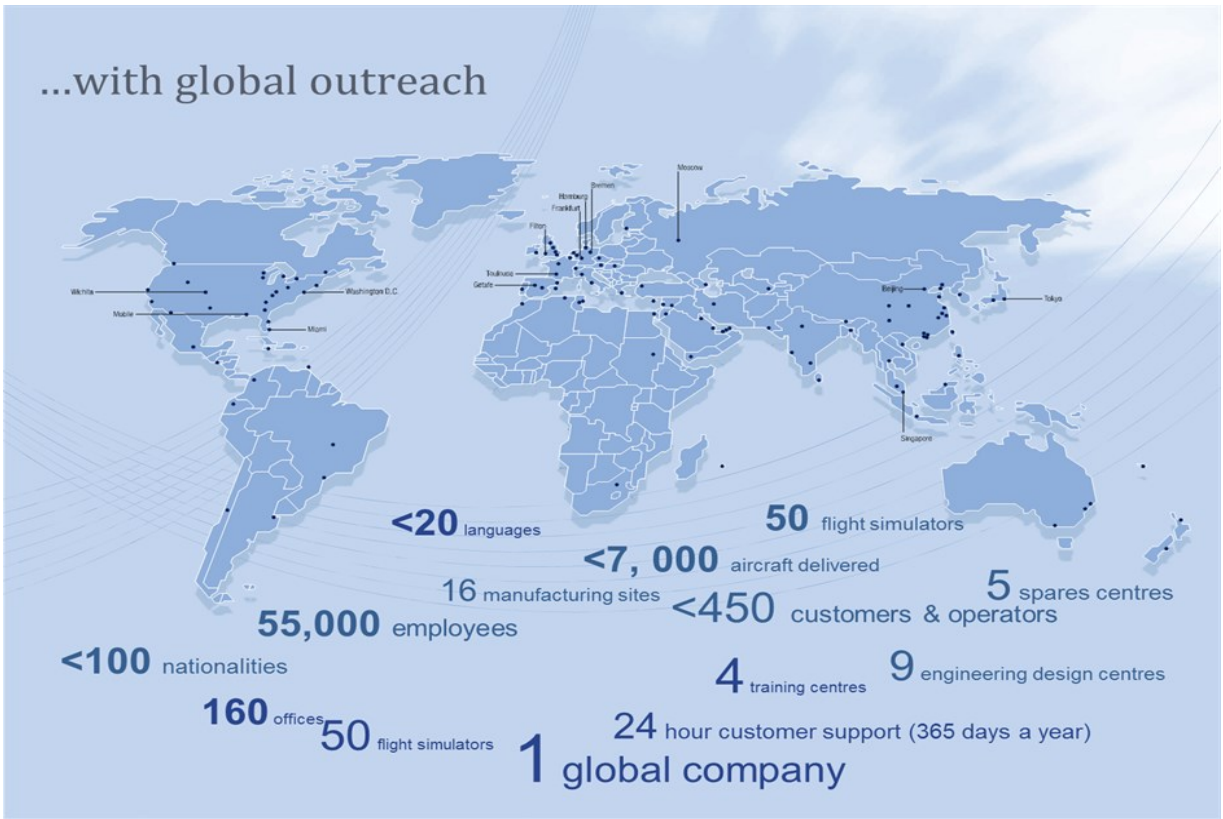 ...with global outreach
Moscow
Bremen
Hamburg
Frankfurt
Filton
Toulouse
Getafe
Wichita
Washington D.C.
Mobile
Miami
Beijing
Tokyo
Singapore
<20 languages
50 flight simulators
<7, 000 aircraft delivered
16 manufacturing sites
<450 customers & operators
5 spares centres
55,000 employees
<100 nationalities
4 training centres
9 engineering design centres
160 offices
50 flight simulators
24 hour customer support (365 days a year)
1 global company